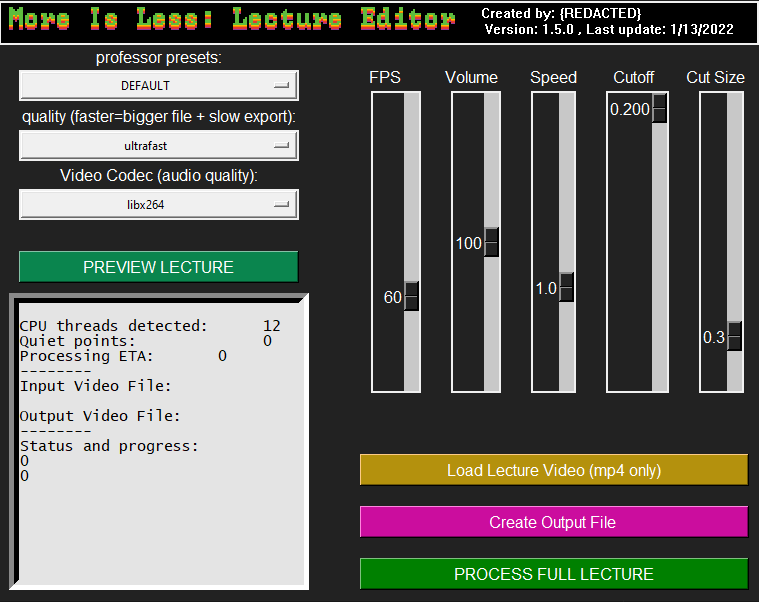 More Is Less: Lecture Editor
Created by: {REDACTED}
Version: 1.5.0 , Last update: 1/13/2022
professor presets:
DEFAULT
quality (faster=bigger file + slow export):
ultrafast
Video Codec (audio quality):
libx264
PREVIEW LECTURE
CPU threads detected: 12
Quiet points: 0
Processing ETA: 0
--------
Input Video File:
Output Video File:
--------
Status and progress:
0
0
FPS Volume Speed Cutoff Cut Size
0.200
100
1.0
60
0.3
Load Lecture Video (mp4 only)
Create Output File
PROCESS FULL LECTURE